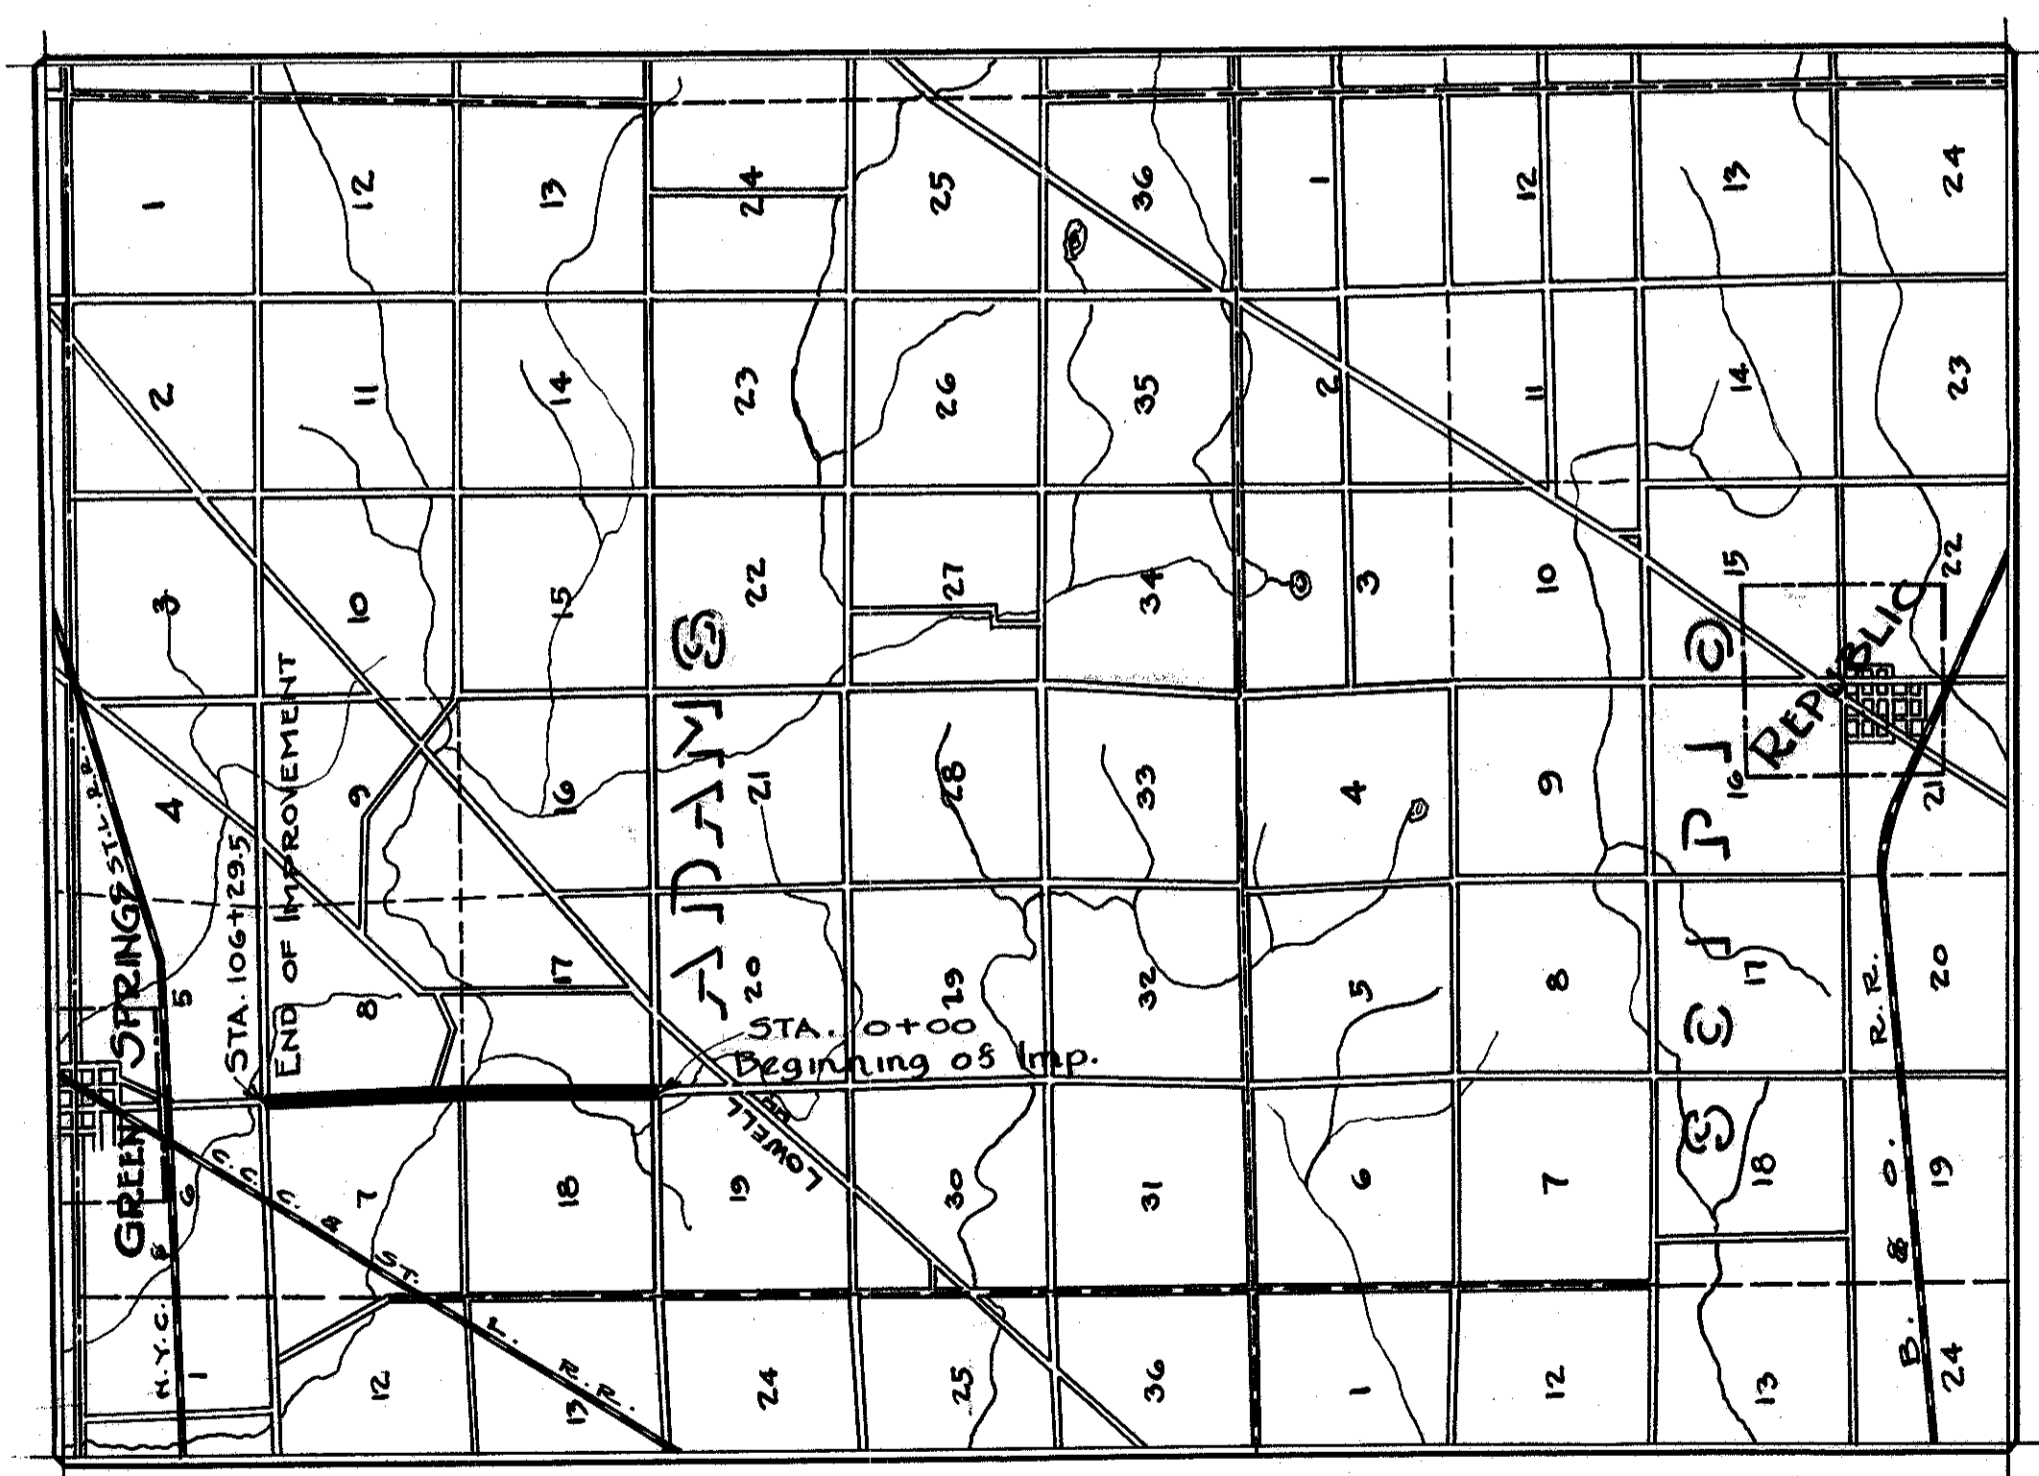 GREEN SPRINGS
N.Y.C. & ST.L.R.R.
1 6 5 4 3 2 1
STA. 106+29.5
END OF IMPROVEMENT
C.C.C. & ST. L. R.R.
12 7 8 9 10 11 12
13 18 17 16 15 14 13
ADAMS
24 19 20 21 22 23 24
STA. 0+00
Beginning of Imp.
LOWELL
25 30 29 28 27 26 25
36 31 32 33 34 35 36
1 6 5 4 3 2 1
12 7 8 9 10 11 12
SCIPIO
13 18 17 16 15 14 13
REPUBLIC
B. & O. R.R.
24 19 20 21 22 23 24